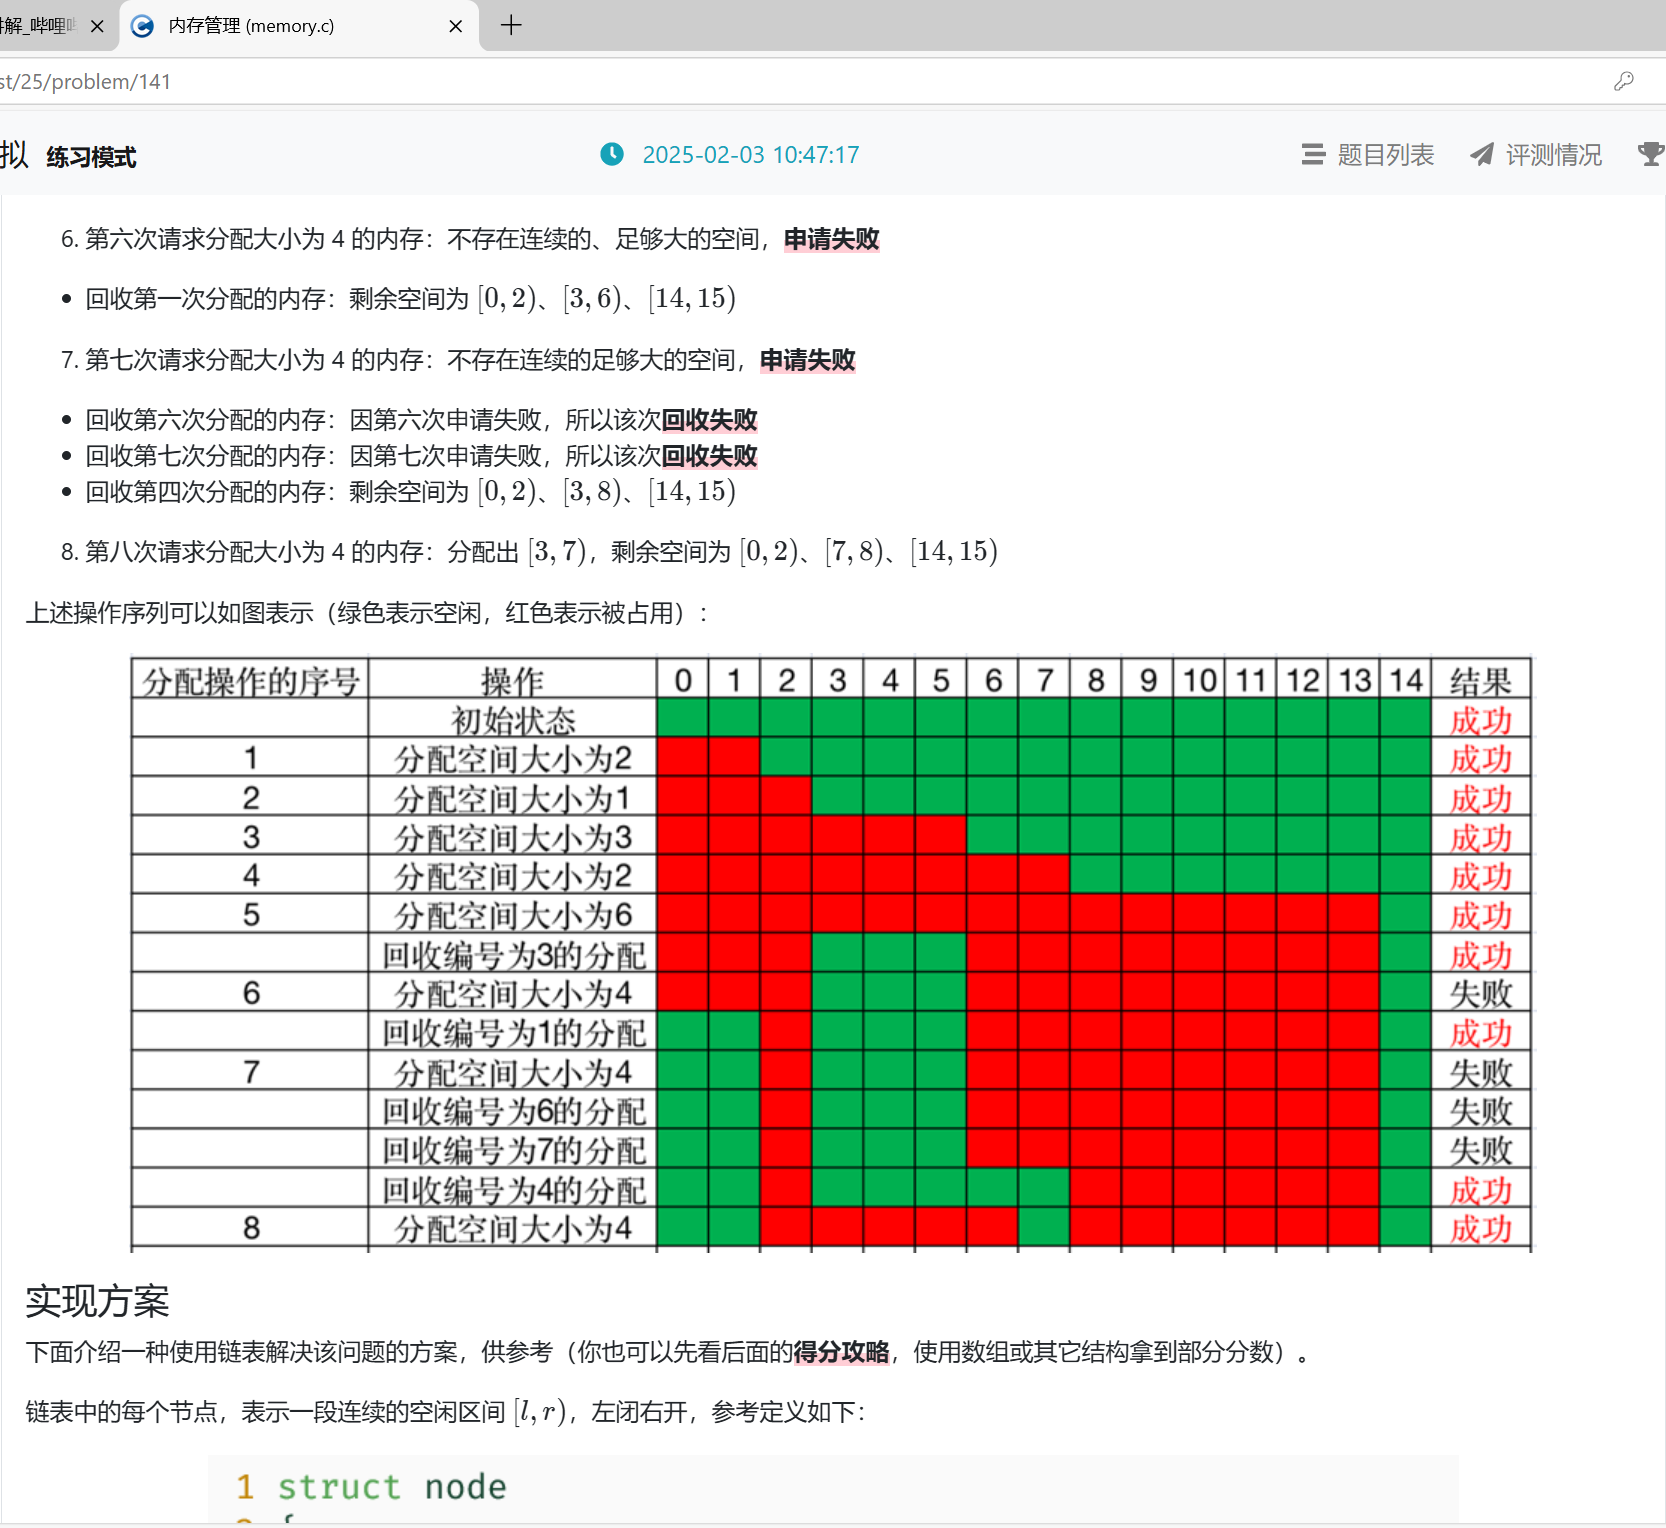 讲解_哔哩
内存管理 (memory.c)
st/25/problem/141
拟 练习模式 2025-02-03 10:47:17 题目列表 评测情况
6. 第六次请求分配大小为 4 的内存：不存在连续的、足够大的空间，申请失败
• 回收第一次分配的内存：剩余空间为 [0, 2)、[3, 6)、[14, 15)
7. 第七次请求分配大小为 4 的内存：不存在连续的足够大的空间，申请失败
• 回收第六次分配的内存：因第六次申请失败，所以该次回收失败
• 回收第七次分配的内存：因第七次申请失败，所以该次回收失败
• 回收第四次分配的内存：剩余空间为 [0, 2)、[3, 8)、[14, 15)
8. 第八次请求分配大小为 4 的内存：分配出 [3, 7)，剩余空间为 [0, 2)、[7, 8)、[14, 15)
上述操作序列可以如图表示（绿色表示空闲，红色表示被占用）：
分配操作的序号 操作 0 1 2 3 4 5 6 7 8 9 10 11 12 13 14 结果
初始状态 成功
1 分配空间大小为2 成功
2 分配空间大小为1 成功
3 分配空间大小为3 成功
4 分配空间大小为2 成功
5 分配空间大小为6 成功
回收编号为3的分配 成功
6 分配空间大小为4 失败
回收编号为1的分配 成功
7 分配空间大小为4 失败
回收编号为6的分配 失败
回收编号为7的分配 失败
回收编号为4的分配 成功
8 分配空间大小为4 成功
实现方案
下面介绍一种使用链表解决该问题的方案，供参考（你也可以先看后面的得分攻略，使用数组或其它结构拿到部分分数）。
链表中的每个节点，表示一段连续的空闲区间 [l, r)，左闭右开，参考定义如下：
1 struct node